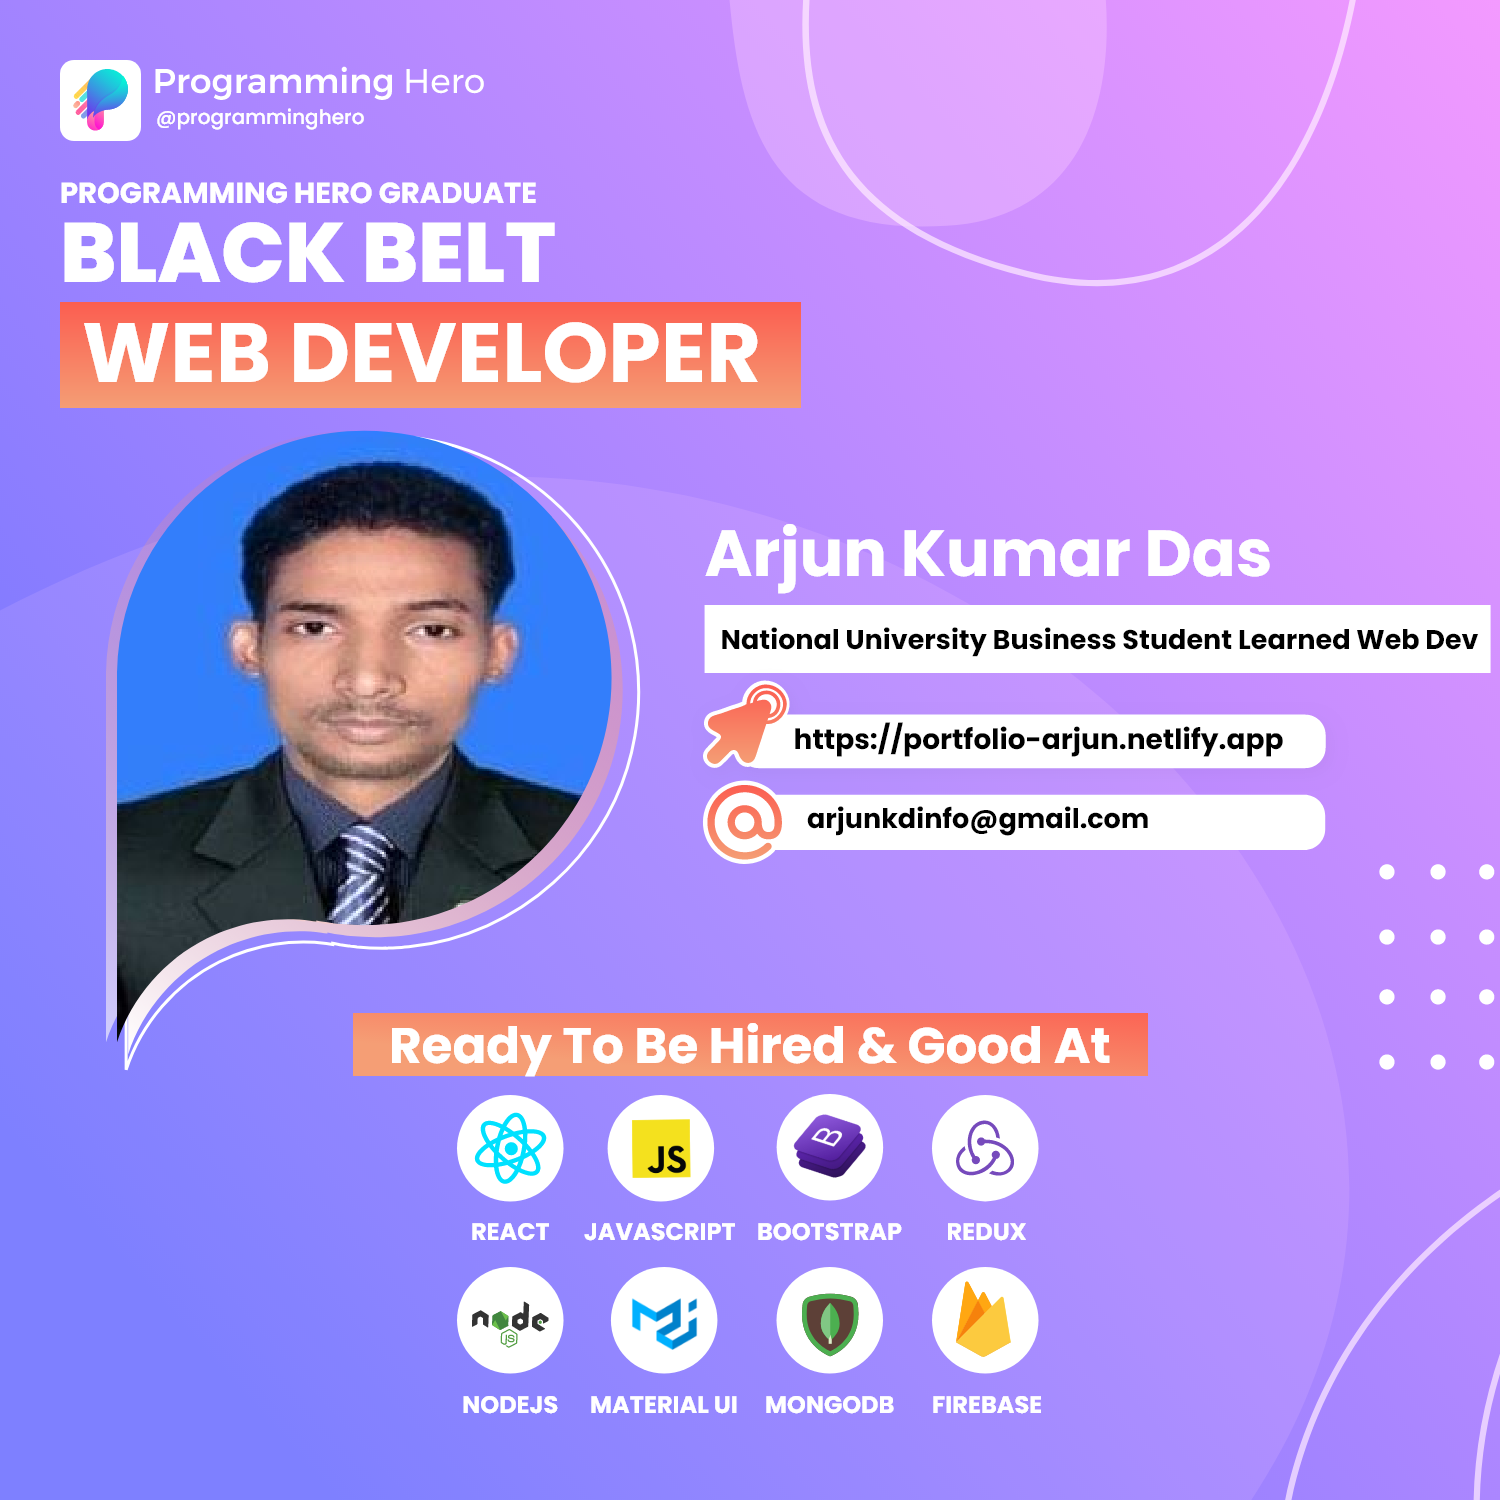 Programming Hero
@programminghero
PROGRAMMING HERO GRADUATE
BLACK BELT
WEB DEVELOPER
Arjun Kumar Das
National University Business Student Learned Web Dev
https://portfolio-arjun.netlify.app
@ arjunkdinfo@gmail.com
Ready To Be Hired & Good At
JS B
REACT JAVASCRIPT BOOTSTRAP REDUX
node
JS
NODEJS MATERIAL UI MONGODB FIREBASE